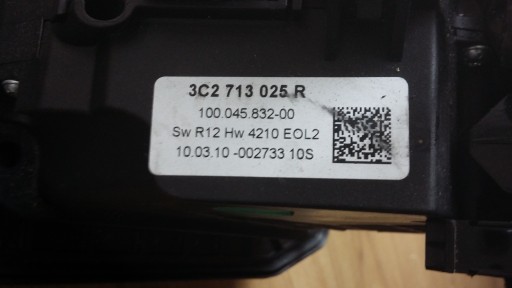 3C2 713 025 R
100.045.832-00
Sw R12 Hw 4210 EOL2
10.03.10 -002733 10S